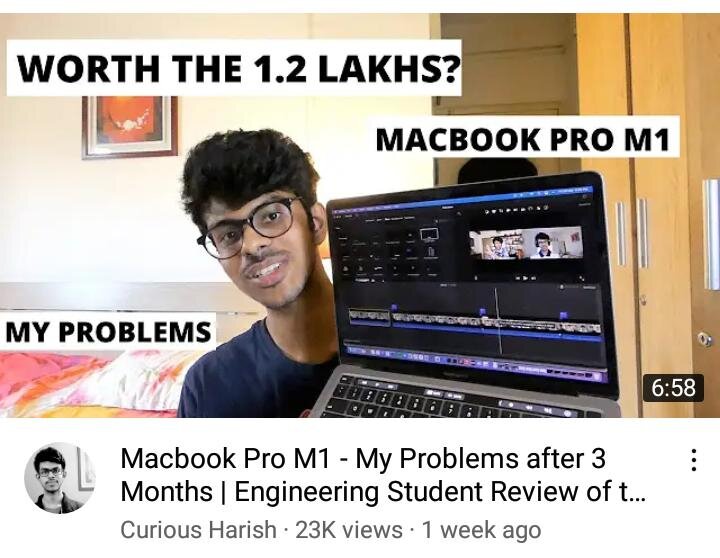 WORTH THE 1.2 LAKHS?
MACBOOK PRO M1
MY PROBLEMS
6:58
Macbook Pro M1 - My Problems after 3
Months | Engineering Student Review of t...
Curious Harish · 23K views · 1 week ago